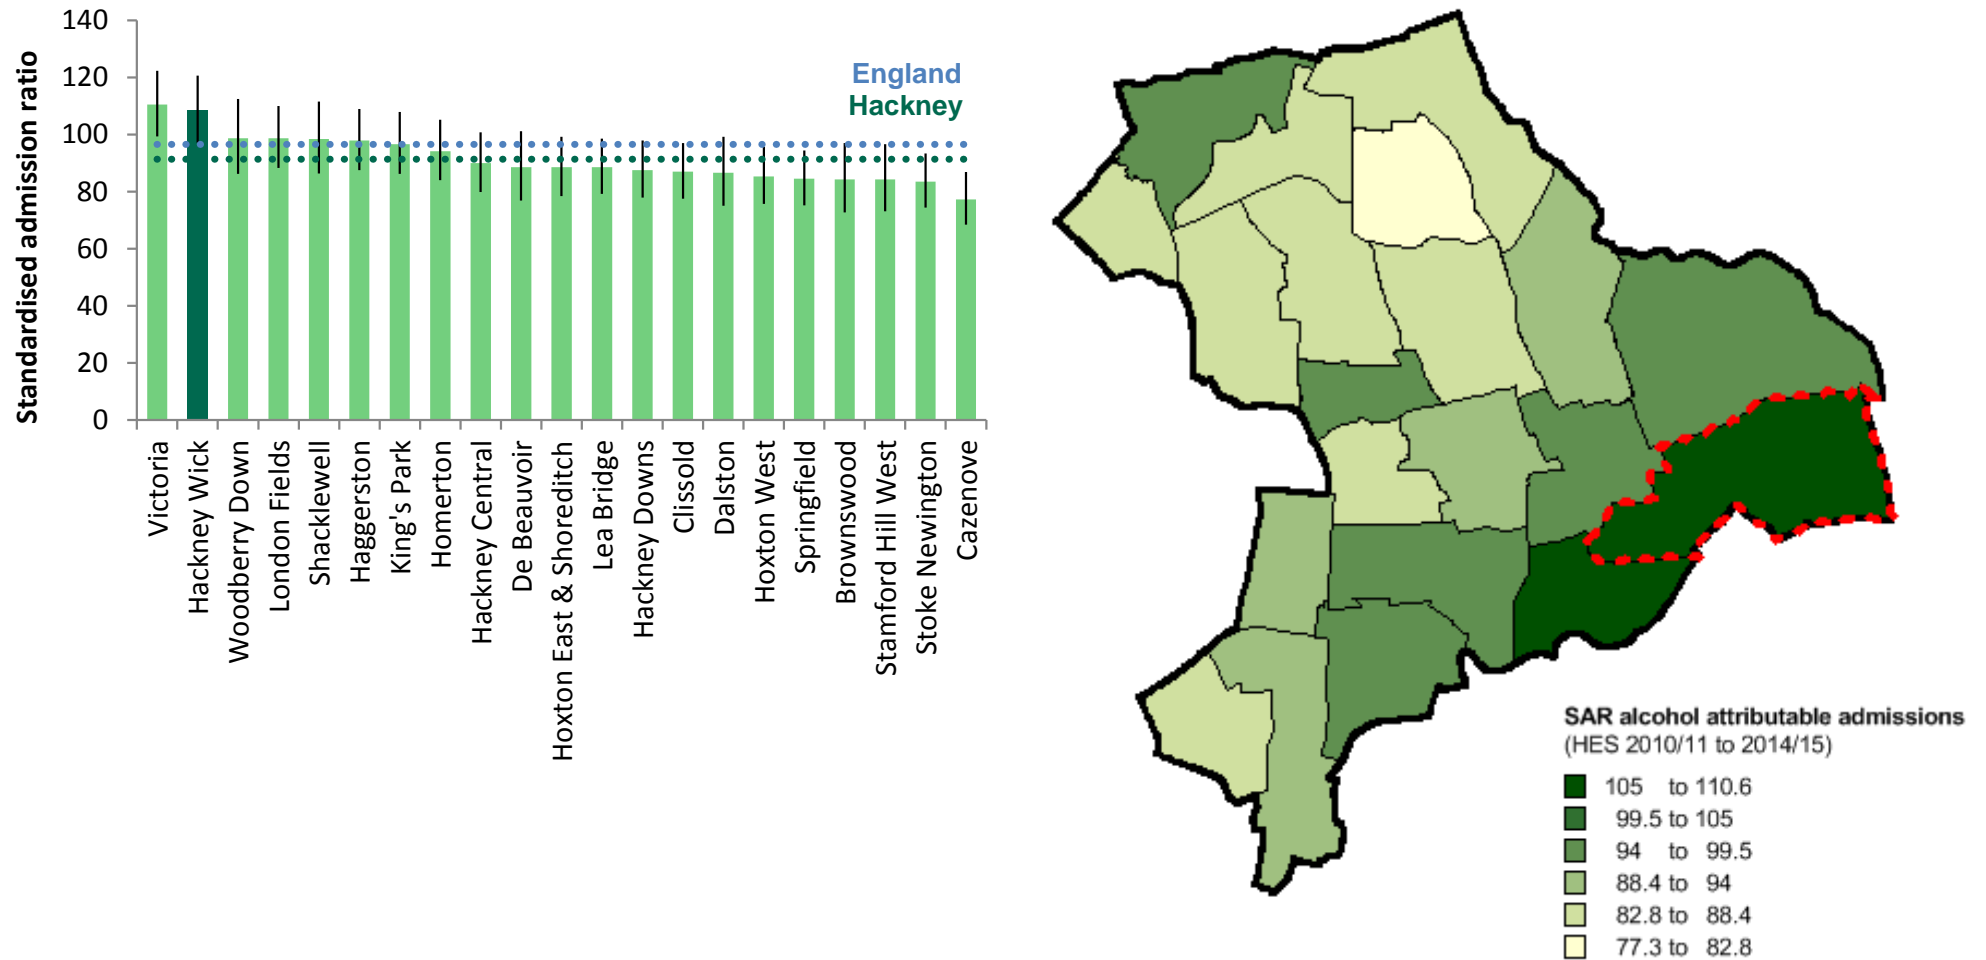 Standardised admission ratio
140
120
100
80
60
40
20
0
England
Hackney
Victoria
Hackney Wick
Woodberry Down
London Fields
Shacklewell
Haggerston
King's Park
Homerton
Hackney Central
De Beauvoir
Hoxton East & Shoreditch
Lea Bridge
Hackney Downs
Clissold
Dalston
Hoxton West
Springfield
Brownswood
Stamford Hill West
Stoke Newington
Cazenove
SAR alcohol attributable admissions
(HES 2010/11 to 2014/15)
105 to 110.6
99.5 to 105
94 to 99.5
88.4 to 94
82.8 to 88.4
77.3 to 82.8